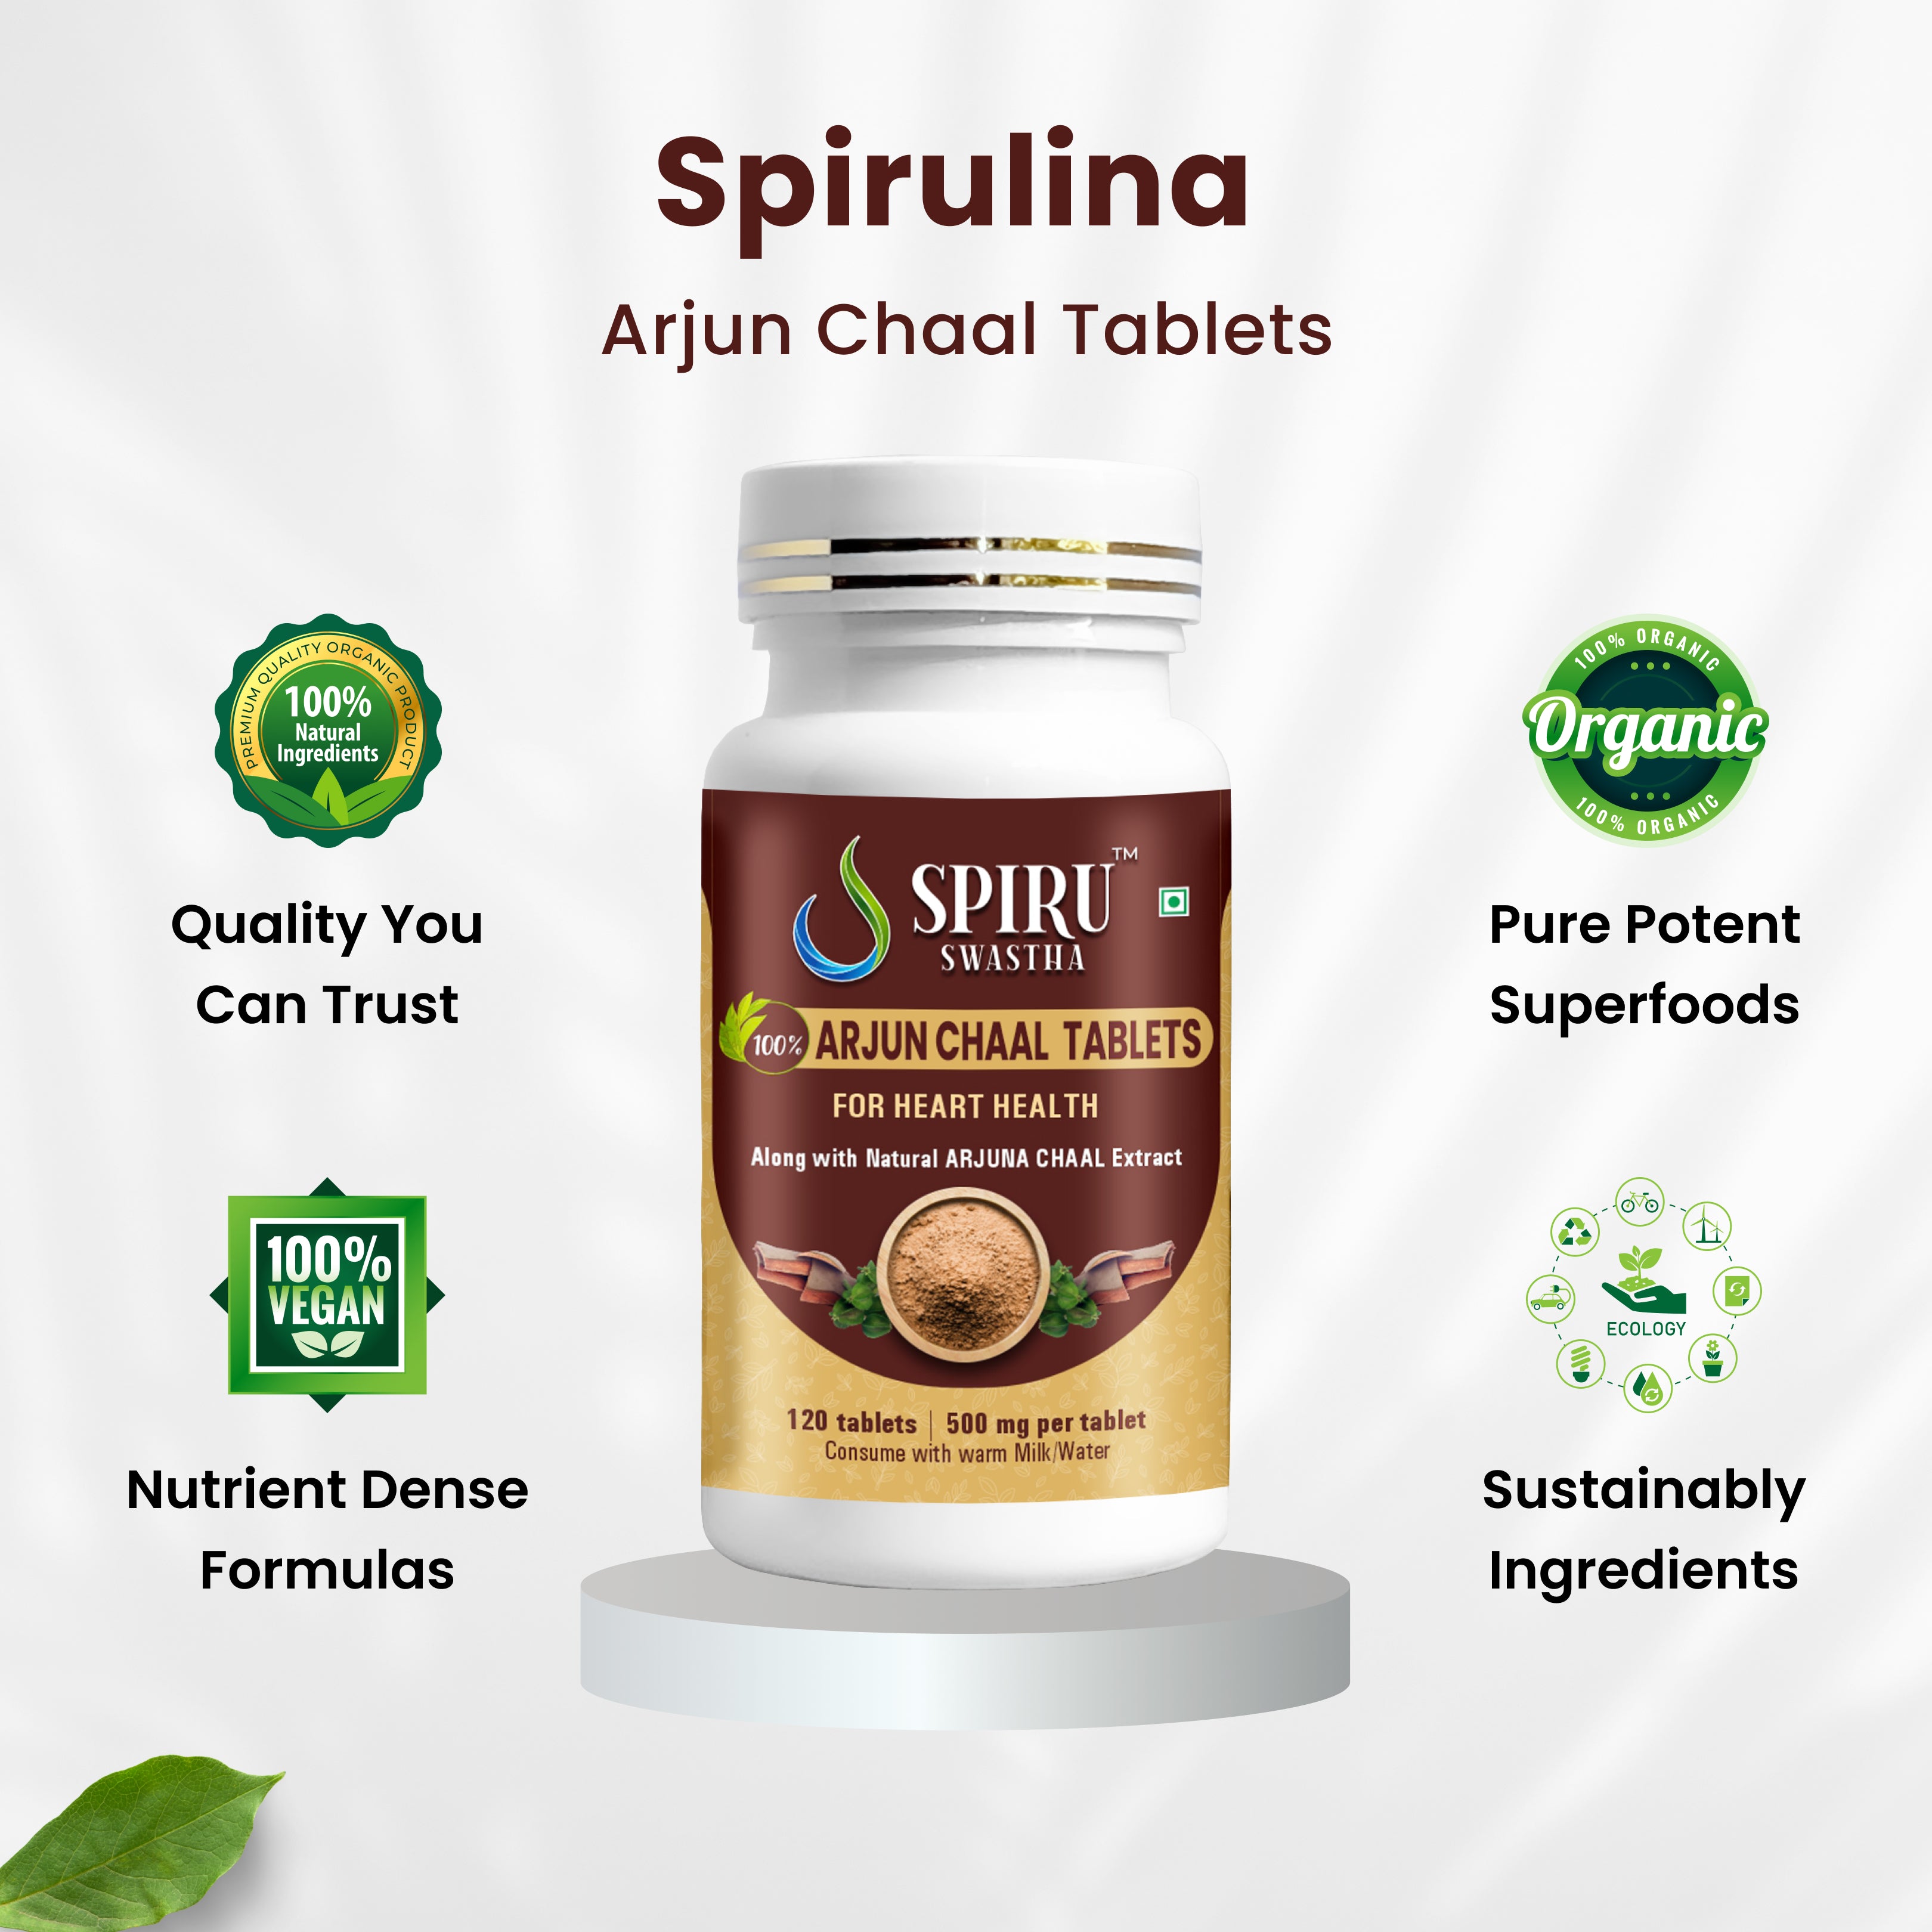 Spirulina
Arjun Chaal Tablets
PREMIUM QUALITY ORGANIC PRODUCT
100%
Natural
Ingredients
Quality You
Can Trust
100% ORGANIC
Organic
100% ORGANIC
Pure Potent
Superfoods
SPIRU™
SWASTHA
100% ARJUN CHAAL TABLETS
FOR HEART HEALTH
Along with Natural ARJUNA CHAAL Extract
120 tablets | 500 mg per tablet
Consume with warm Milk/Water
100%
VEGAN
Nutrient Dense
Formulas
ECOLOGY
Sustainably
Ingredients